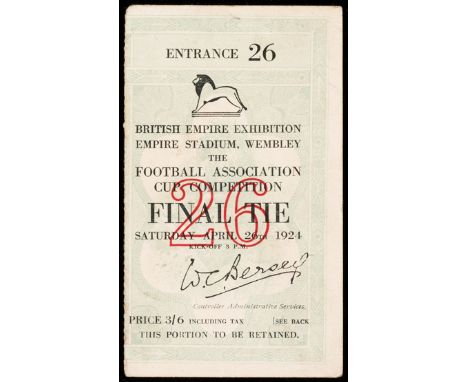 ENTRANCE 26
BRITISH EMPIRE EXHIBITION
EMPIRE STADIUM, WEMBLEY
THE
FOOTBALL ASSOCIATION
CUP COMPETITION
26
FINAL TIE
SATURDAY APRIL 26TH 1924
KICK-OFF 3 P.M.
Controller Administrative Services.
PRICE 3/6 INCLUDING TAX [SEE BACK
THIS PORTION TO BE RETAINED.